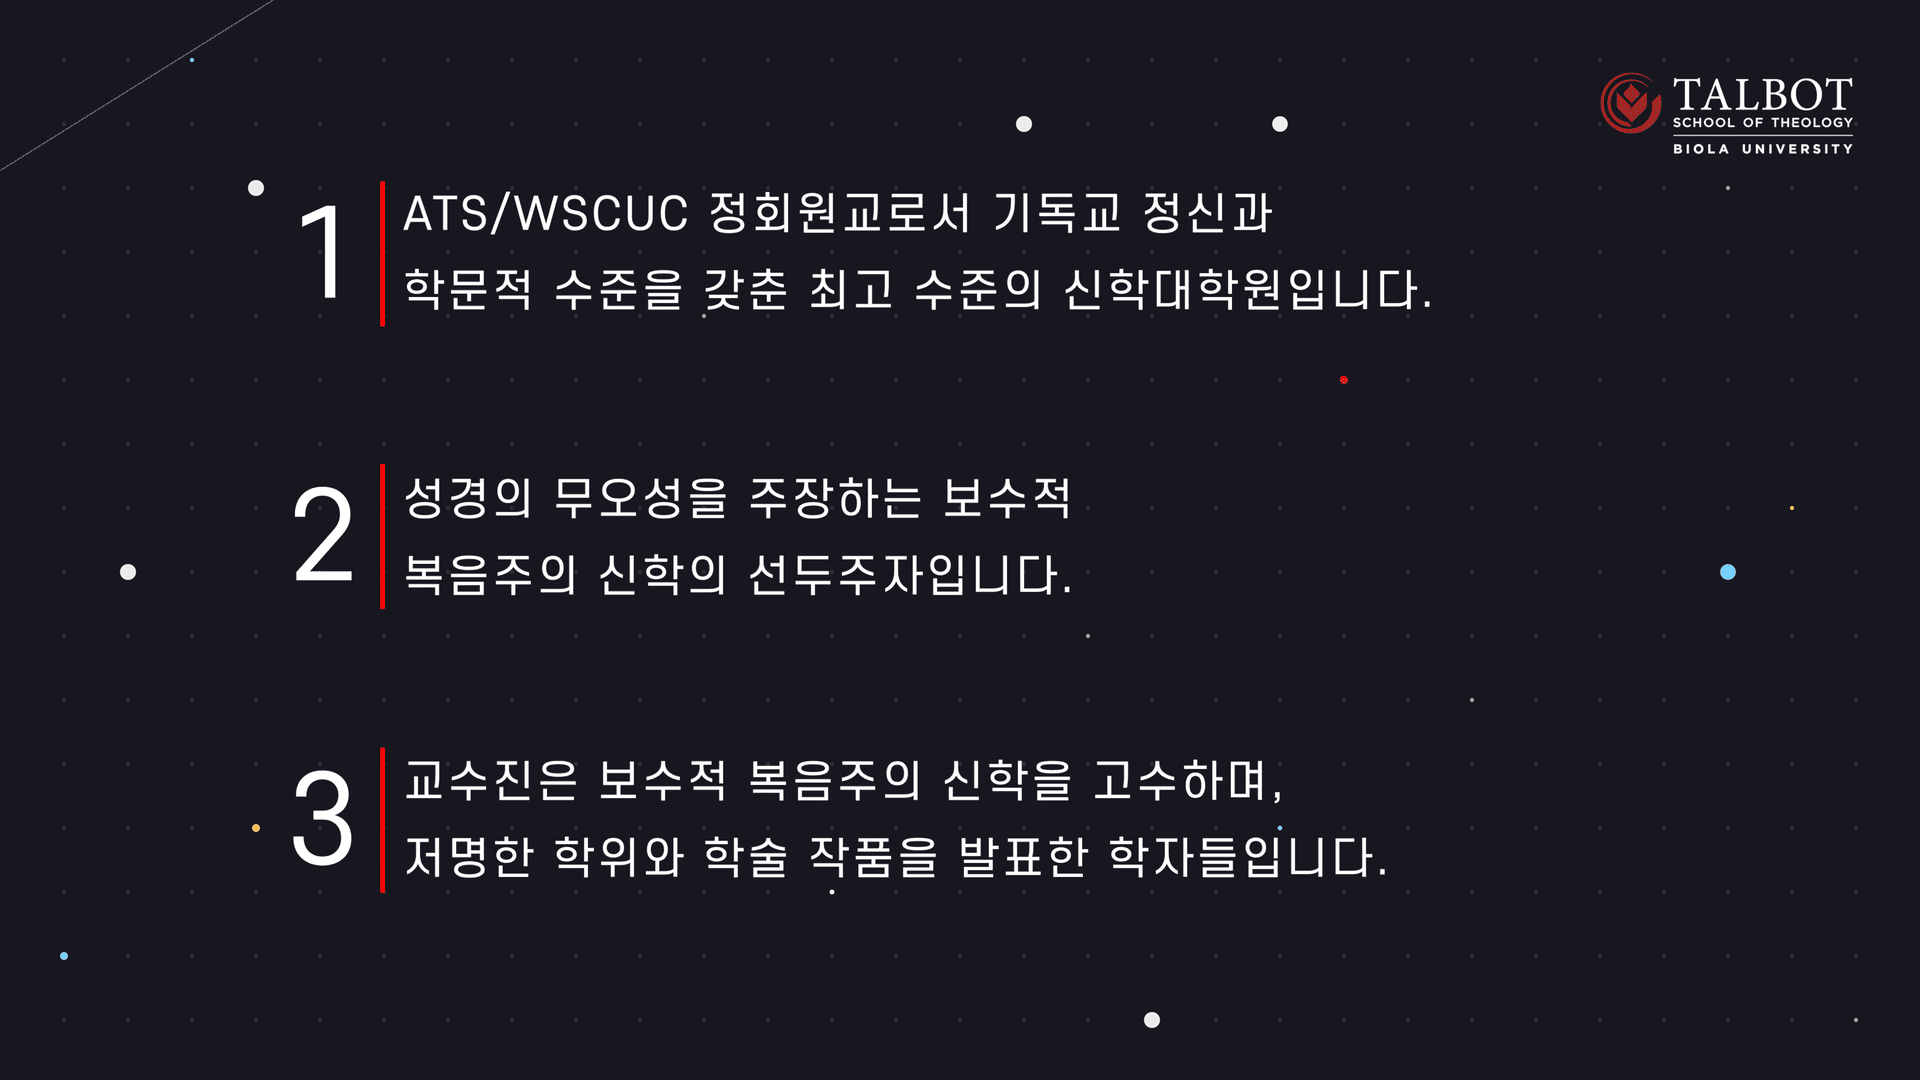 TALBOT
SCHOOL OF THEOLOGY
BIOLA UNIVERSITY
1
ATS/WSCUC 정회원교로서 기독교 정신과
학문적 수준을 갖춘 최고 수준의 신학대학원입니다.
2
성경의 무오성을 주장하는 보수적
복음주의 신학의 선두주자입니다.
3
교수진은 보수적 복음주의 신학을 고수하며,
저명한 학위와 학술 작품을 발표한 학자들입니다.